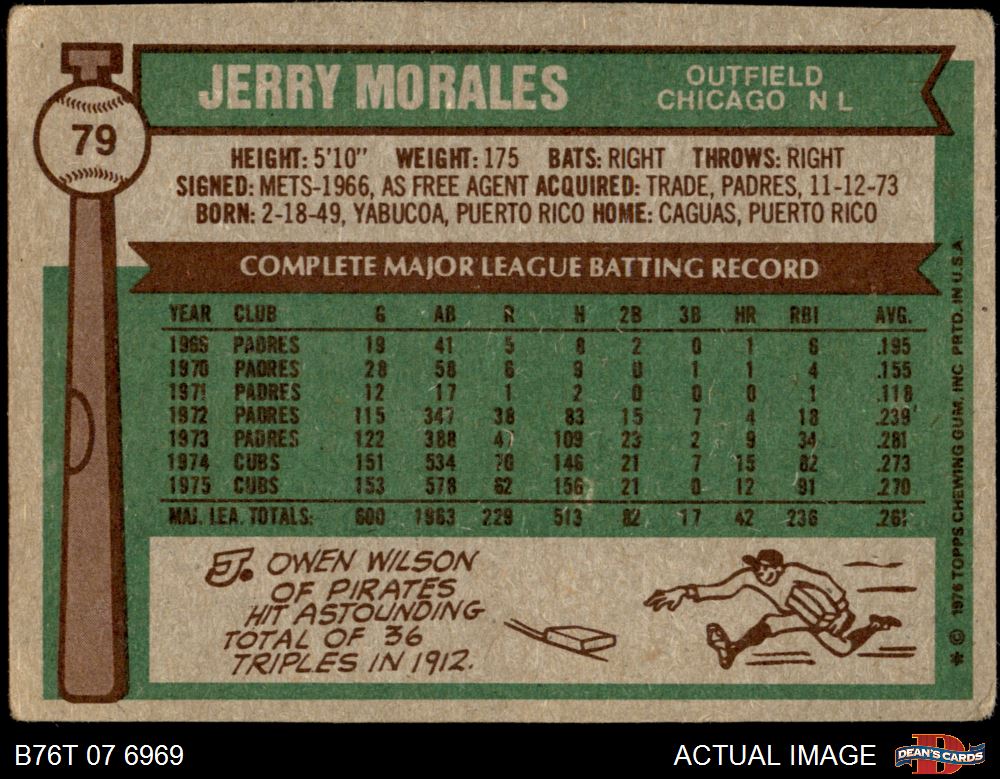 79
JERRY MORALES
OUTFIELD
CHICAGO N L
HEIGHT: 5'10" WEIGHT: 175 BATS: RIGHT THROWS: RIGHT
SIGNED: METS-1966, AS FREE AGENT ACQUIRED: TRADE, PADRES, 11-12-73
BORN: 2-18-49, YABUCOA, PUERTO RICO HOME: CAGUAS, PUERTO RICO
COMPLETE MAJOR LEAGUE BATTING RECORD
YEAR CLUB G AB R H 2B 3B HR RBI AVG.
1969 PADRES 19 41 5 8 2 0 1 6 .195
1970 PADRES 28 58 6 9 0 1 1 4 .155
1971 PADRES 12 17 1 2 0 0 0 1 .118
1972 PADRES 115 347 38 83 15 7 4 18 .239
1973 PADRES 122 388 47 109 23 2 9 34 .281
1974 CUBS 151 534 70 146 21 7 15 82 .273
1975 CUBS 153 578 62 156 21 0 12 91 .270
MAJ. LEA. TOTALS: 600 1963 229 513 82 17 42 236 .261
J. OWEN WILSON
OF PIRATES
HIT ASTOUNDING
TOTAL OF 36
TRIPLES IN 1912.
* © 1976 TOPPS CHEWING GUM, INC. PRTD. IN U.S.A.
B76T 07 6969
ACTUAL IMAGE
D
DEAN'S CARDS